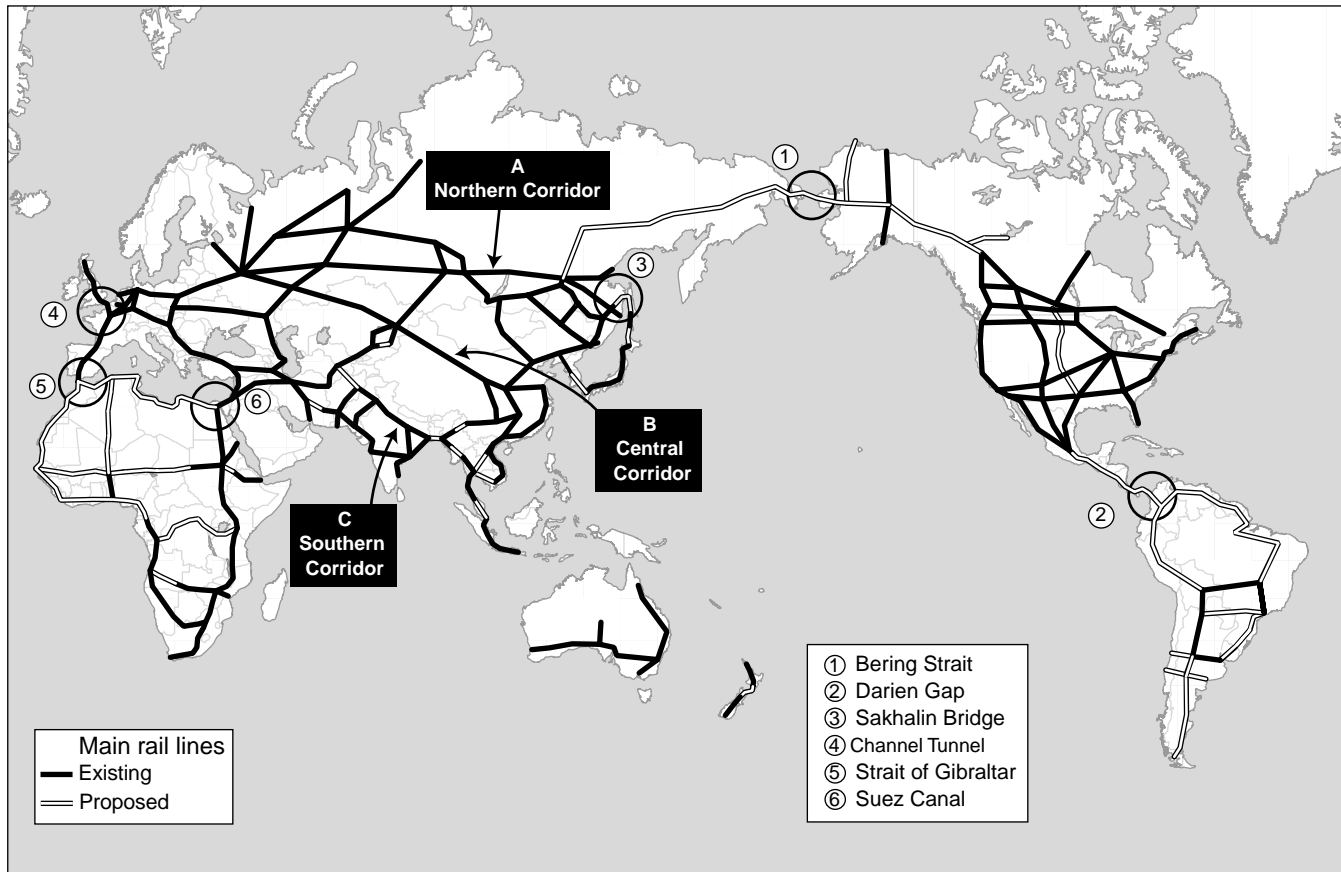 1
A
Northern Corridor
3
4
5
6
B
Central
Corridor
C
Southern
Corridor
2
Main rail lines
Existing
Proposed
1 Bering Strait
2 Darien Gap
3 Sakhalin Bridge
4 Channel Tunnel
5 Strait of Gibraltar
6 Suez Canal